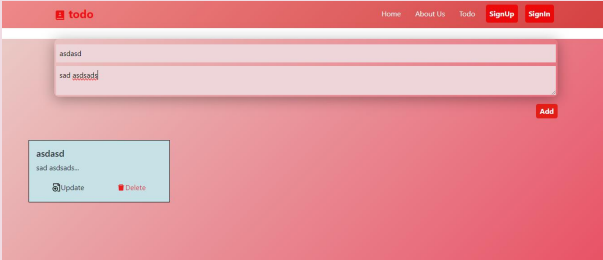 todo
Home About Us Todo SignUp SignIn
asdasd
sad asdsads
Add
asdasd
sad asdsads...
Update Delete